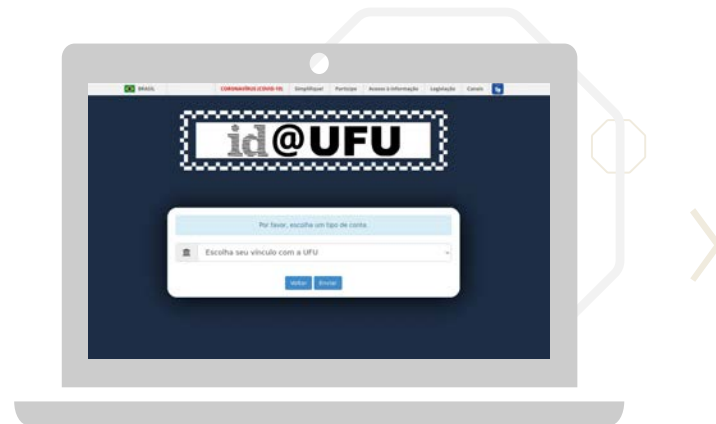 BRASIL CORONAVÍRUS (COVID-19) Simplifique! Participe Acesso à informação Legislação Canais
id@UFU
Por favor, escolha um tipo de conta.
Escolha seu vínculo com a UFU
Voltar Enviar